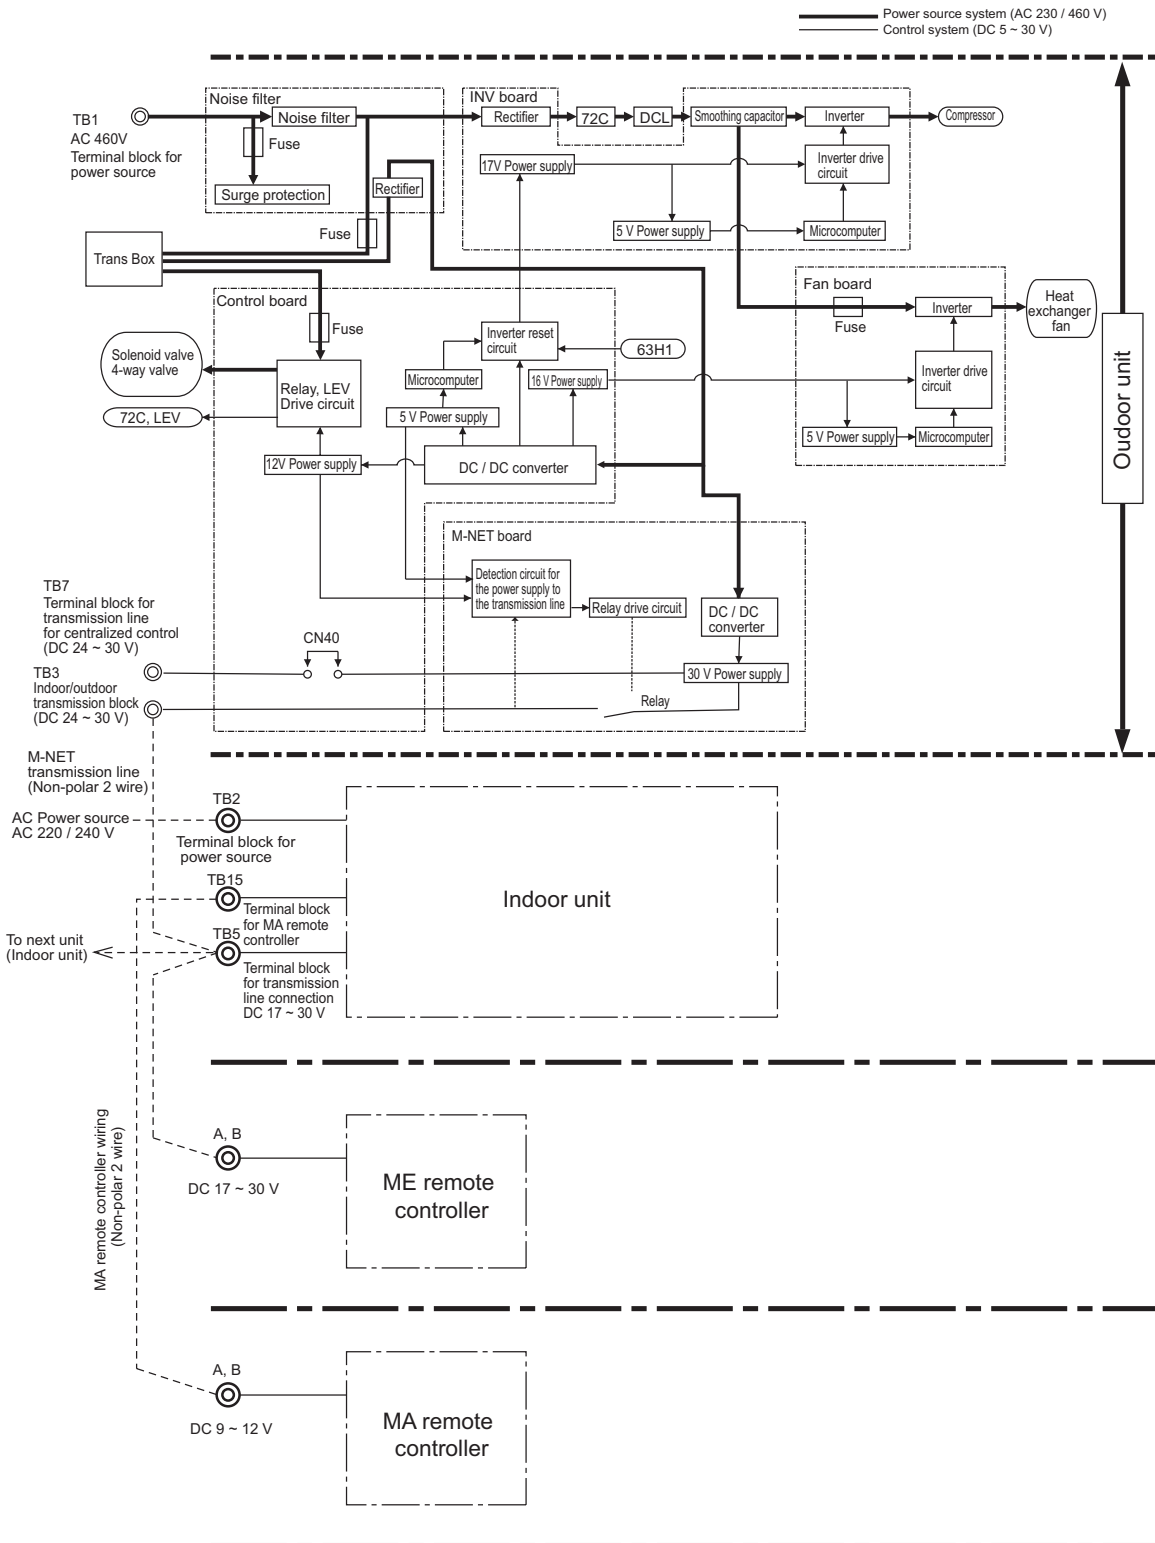 Power source system (AC 230 / 460 V)
Control system (DC 5 ~ 30 V)
TB1
AC 460V
Terminal block for
power source
Noise filter
Noise filter
Fuse
Surge protection
Rectifier
Fuse
Trans Box
INV board
Rectifier
72C
DCL
Smoothing capacitor
Inverter
Compressor
17V Power supply
Inverter drive
circuit
5 V Power supply
Microcomputer
Fan board
Fuse
Inverter
Heat
exchanger
fan
Inverter drive
circuit
5 V Power supply
Microcomputer
Oudoor unit
Control board
Fuse
Solenoid valve
4-way valve
72C, LEV
Relay, LEV
Drive circuit
Inverter reset
circuit
63H1
Microcomputer
16 V Power supply
5 V Power supply
12V Power supply
DC / DC converter
M-NET board
Detection circuit for
the power supply to
the transmission line
Relay drive circuit
DC / DC
converter
30 V Power supply
Relay
CN40
TB7
Terminal block for
transmission line
for centralized control
(DC 24 ~ 30 V)
TB3
Indoor/outdoor
transmission block
(DC 24 ~ 30 V)
M-NET
transmission line
(Non-polar 2 wire)
AC Power source
AC 220 / 240 V
TB2
Terminal block for
power source
TB15
Terminal block
for MA remote
controller
TB5
Terminal block
for transmission
line connection
DC 17 ~ 30 V
To next unit
(Indoor unit)
Indoor unit
MA remote controller wiring
(Non-polar 2 wire)
A, B
DC 17 ~ 30 V
ME remote
controller
A, B
DC 9 ~ 12 V
MA remote
controller